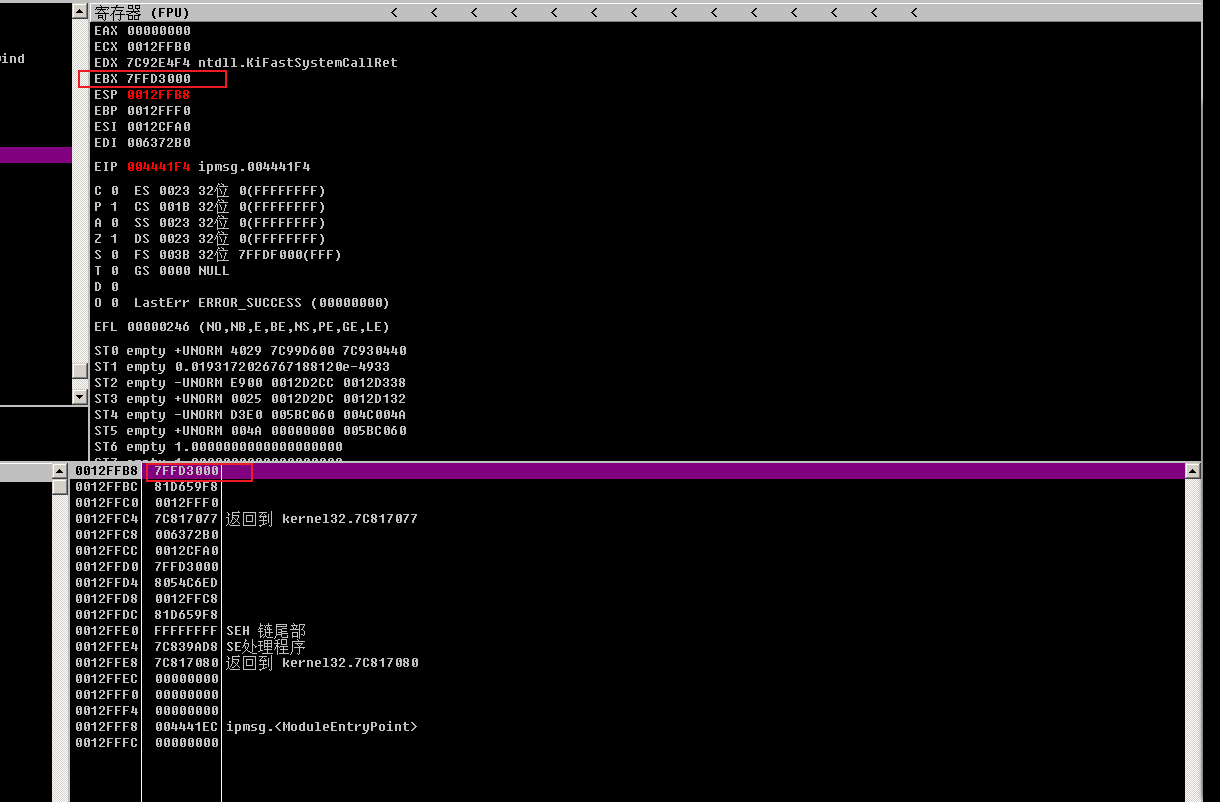 寄存器 (FPU) < < < < < < < < < < < < < <
EAX 00000000
ECX 0012FFB0
ind
EDX 7C92E4F4 ntdll.KiFastSystemCallRet
EBX 7FFD3000
ESP 0012FFB8
EBP 0012FFF0
ESI 0012CFA0
EDI 006372B0
EIP 004441F4 ipmsg.004441F4
C 0 ES 0023 32位 0(FFFFFFFF)
P 1 CS 001B 32位 0(FFFFFFFF)
A 0 SS 0023 32位 0(FFFFFFFF)
Z 1 DS 0023 32位 0(FFFFFFFF)
S 0 FS 003B 32位 7FFDF000(FFF)
T 0 GS 0000 NULL
D 0
O 0 LastErr ERROR_SUCCESS (00000000)
EFL 00000246 (NO,NB,E,BE,NS,PE,GE,LE)
ST0 empty +UNORM 4029 7C99D600 7C930440
ST1 empty 0.0193172026767188120e-4933
ST2 empty -UNORM E900 0012D2CC 0012D338
ST3 empty +UNORM 0025 0012D2DC 0012D132
ST4 empty -UNORM D3E0 005BC060 004C004A
ST5 empty +UNORM 004A 00000000 005BC060
ST6 empty 1.0000000000000000000
0012FFB8 7FFD3000
0012FFBC 81D659F8
0012FFC0 0012FFF0
0012FFC4 7C817077 返回到 kernel32.7C817077
0012FFC8 006372B0
0012FFCC 0012CFA0
0012FFD0 7FFD3000
0012FFD4 8054C6ED
0012FFD8 0012FFC8
0012FFDC 81D659F8
0012FFE0 FFFFFFFF SEH 链尾部
0012FFE4 7C839AD8 SE处理程序
0012FFE8 7C817080 返回到 kernel32.7C817080
0012FFEC 00000000
0012FFF0 00000000
0012FFF4 00000000
0012FFF8 004441EC ipmsg.<ModuleEntryPoint>
0012FFFC 00000000